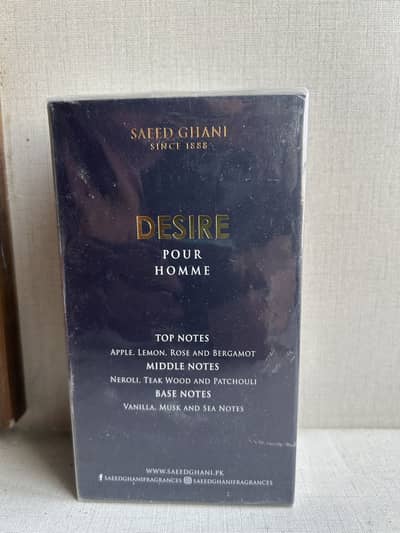 SAEED GHANI
SINCE 1888
DESIRE
POUR
HOMME
TOP NOTES
APPLE, LEMON, ROSE AND BERGAMOT
MIDDLE NOTES
NEROLI, TEAK WOOD AND PATCHOULI
BASE NOTES
VANILLA, MUSK AND SEA NOTES
WWW.SAEEDGHANI.PK
SAEEDGHANIFRAGRANCES SAEEDGHANIFRAGRANCES